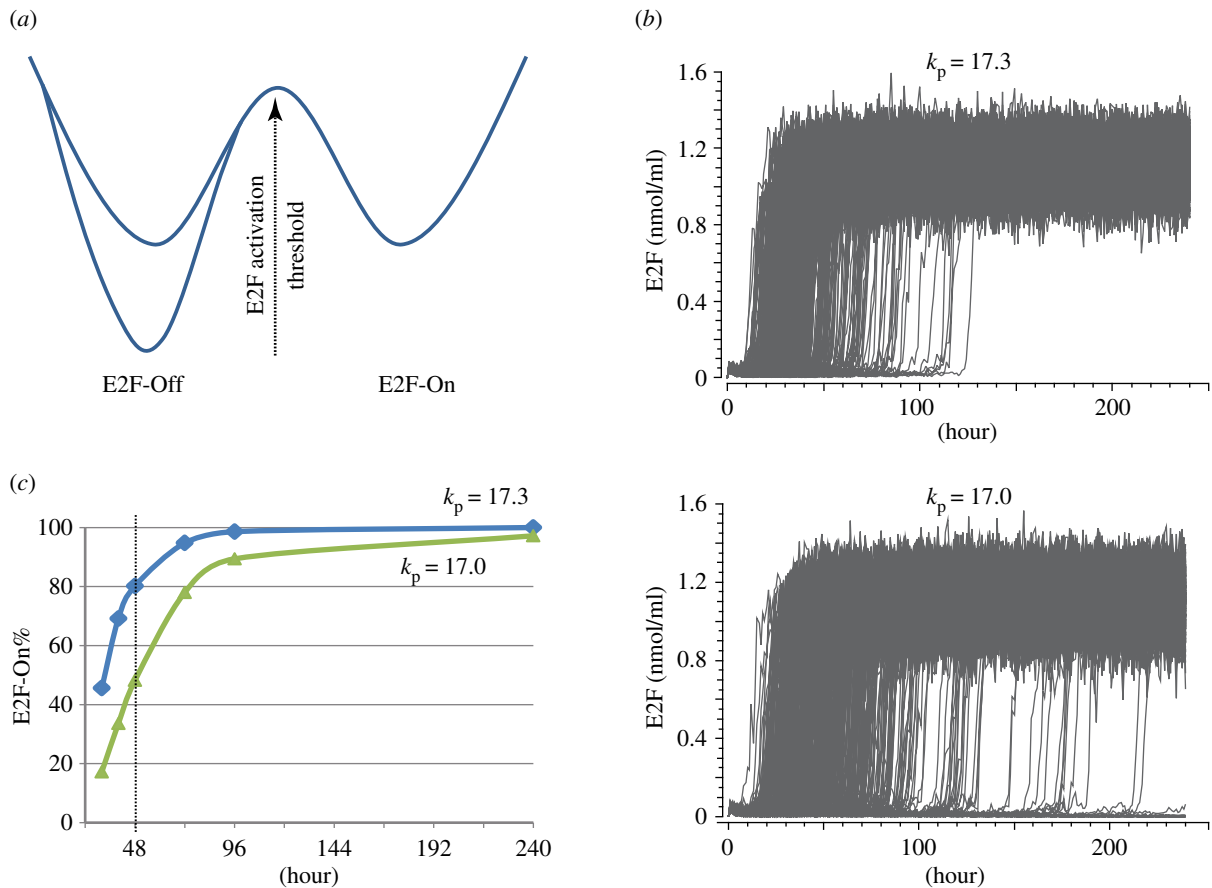 (a)
E2F activation
threshold
E2F-Off
E2F-On
(b)
kp = 17.3
1.6
1.2
0.8
0.4
0
E2F (nmol/ml)
0
100
200
(hour)
(c)
kp = 17.3
kp = 17.0
100
80
60
40
20
0
E2F-On%
48
96
144
192
240
(hour)
kp = 17.0
1.6
1.2
0.8
0.4
0
E2F (nmol/ml)
0
100
200
(hour)